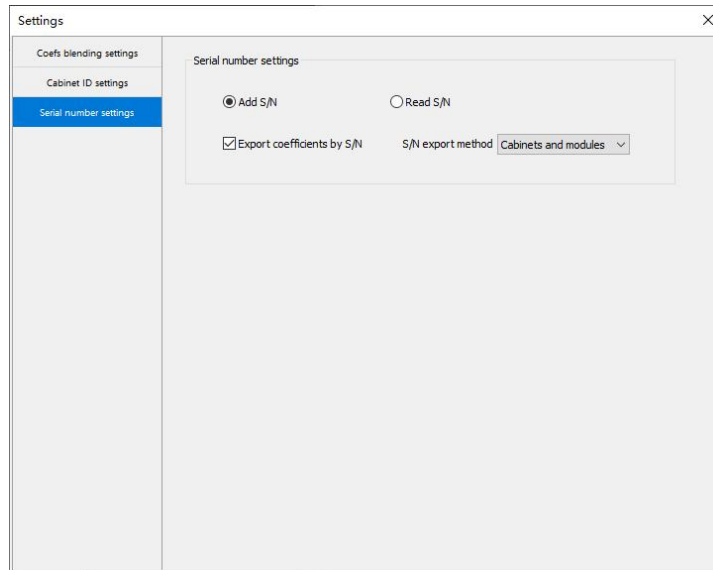 Settings
Coefs blending settings
Cabinet ID settings
Serial number settings
Serial number settings
Add S/N
Read S/N
Export coefficients by S/N
S/N export method
Cabinets and modules